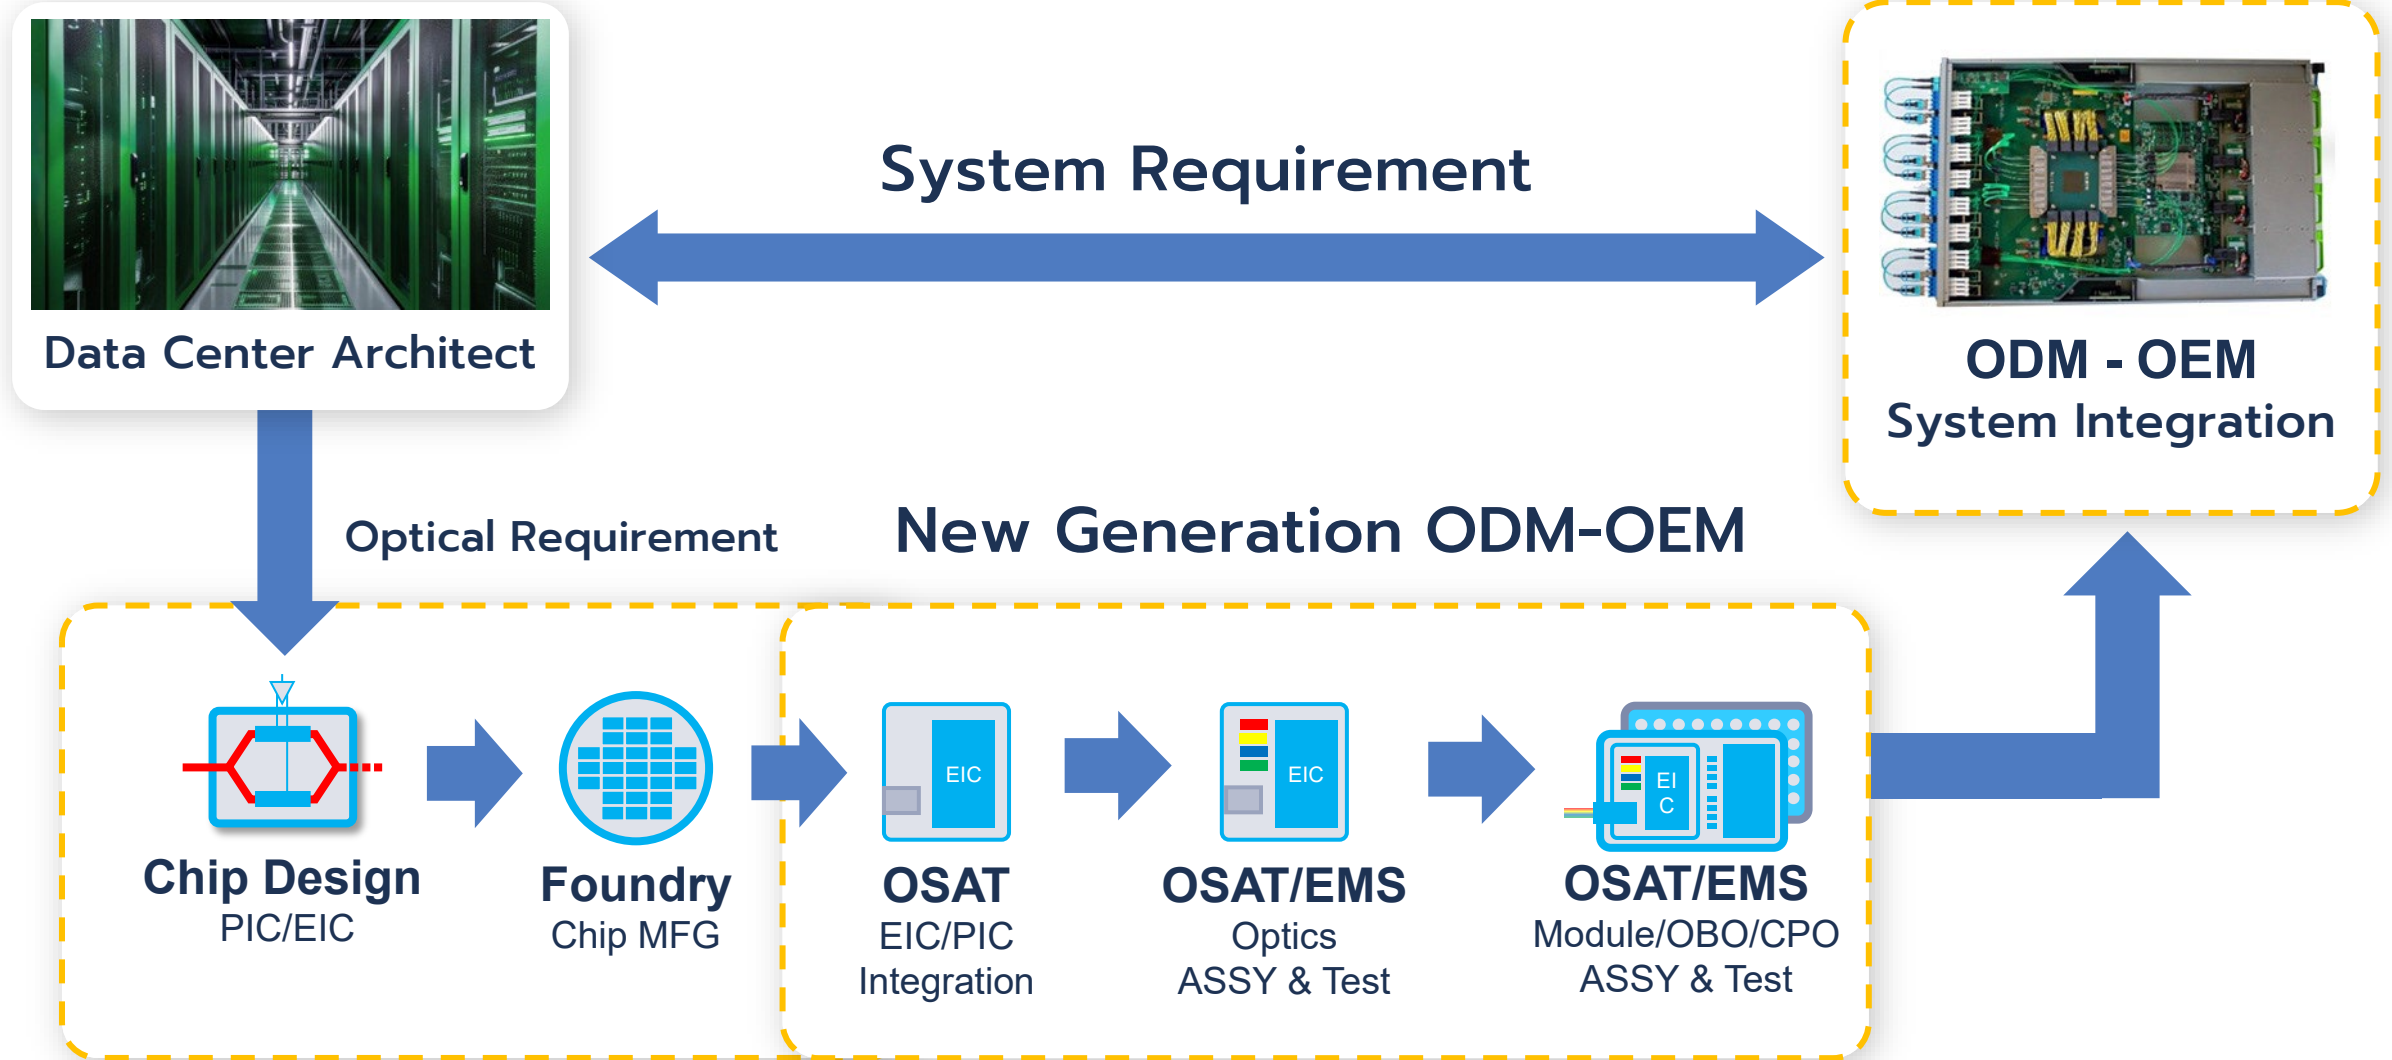 System Requirement
Data Center Architect
ODM - OEM
System Integration
Optical Requirement
New Generation ODM-OEM
EIC
EIC
EI
C
Chip Design
PIC/EIC
Foundry
Chip MFG
OSAT
EIC/PIC
Integration
OSAT/EMS
Optics
ASSY & Test
OSAT/EMS
Module/OBO/CPO
ASSY & Test